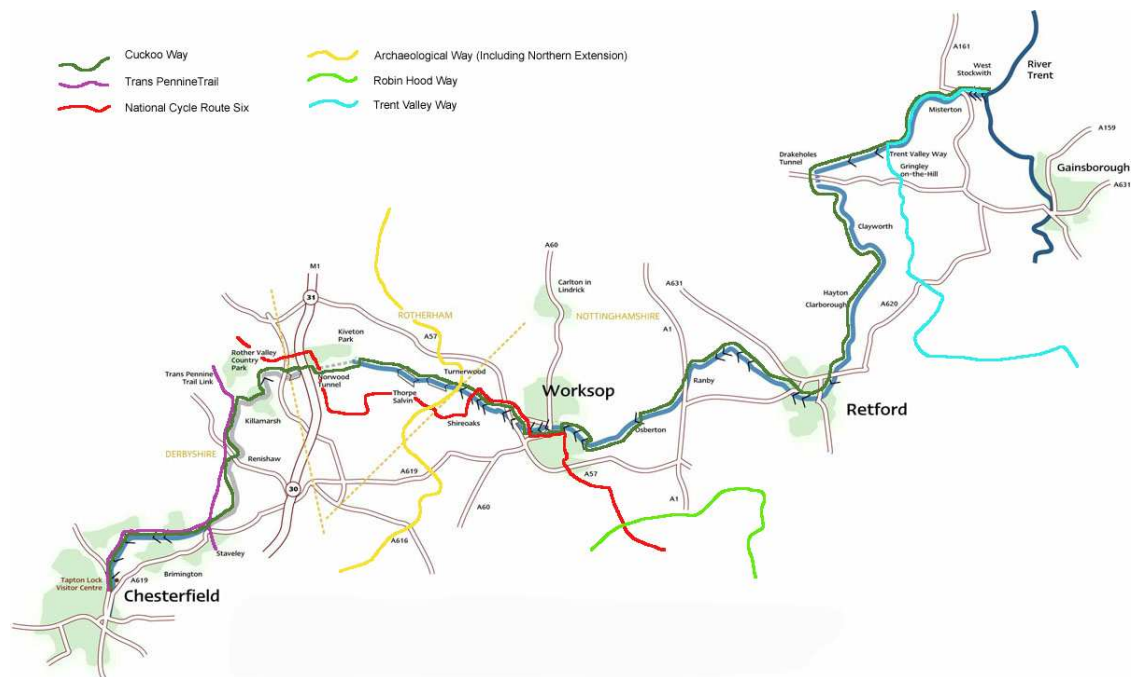 Cuckoo Way
Trans PennineTrail
National Cycle Route Six
Archaeological Way (Including Northern Extension)
Robin Hood Way
Trent Valley Way
A161
West
Stockwith
River
Trent
Misterton
A159
Drakeholes
Tunnel
Trent Valley Way
Gringley
on-the-Hill
Gainsborough
A631
Clayworth
A60
M1
Carlton in
Lindrick
A631
Hayton
Clarborough
A620
31
ROTHERHAM
NOTTINGHAMSHIRE
Kiveton
Park
A57
A1
Rother Valley
Country
Park
Trans Pennine
Trail Link
Norwood
Tunnel
Turnerwood
Thorpe
Salvin
Worksop
Ranby
Retford
Killamarsh
Shireoaks
Osberton
DERBYSHIRE
Renishaw
A619
A57
30
A60
A1
A616
Staveley
Tapton Lock
Visitor Centre
A619
Brimington
Chesterfield